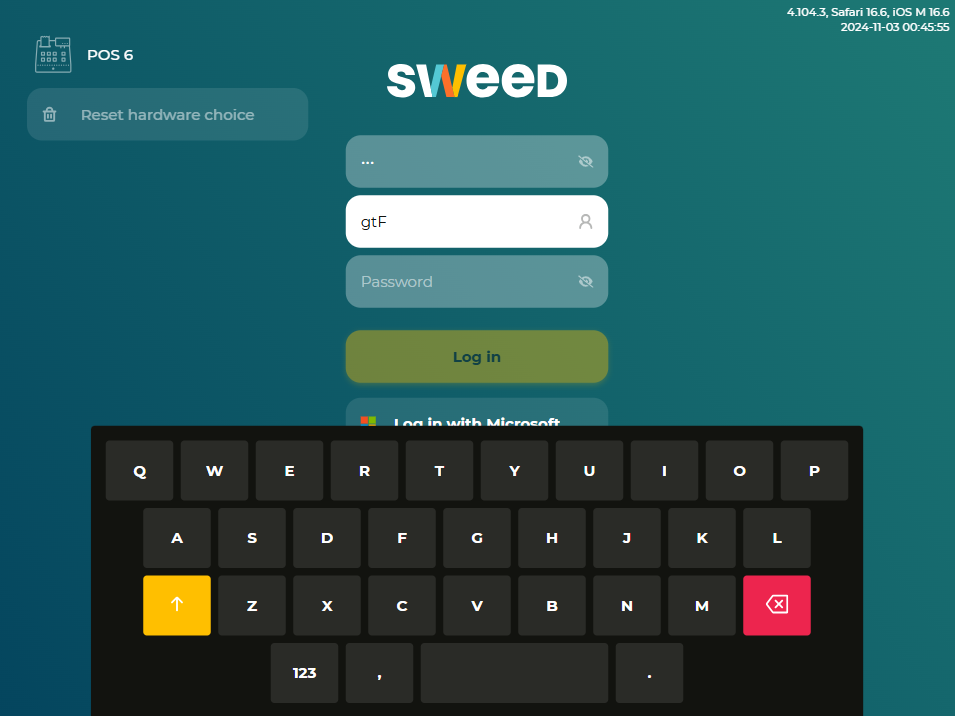 4.104.3, Safari 16.6, iOS M 16.6
2024-11-03 00:45:55
POS 6
Reset hardware choice
SWEED
...
gtF
Password
Log in
Log in with Microsoft
Q W E R T Y U I O P
A S D F G H J K L
Z X C V B N M
123 , .